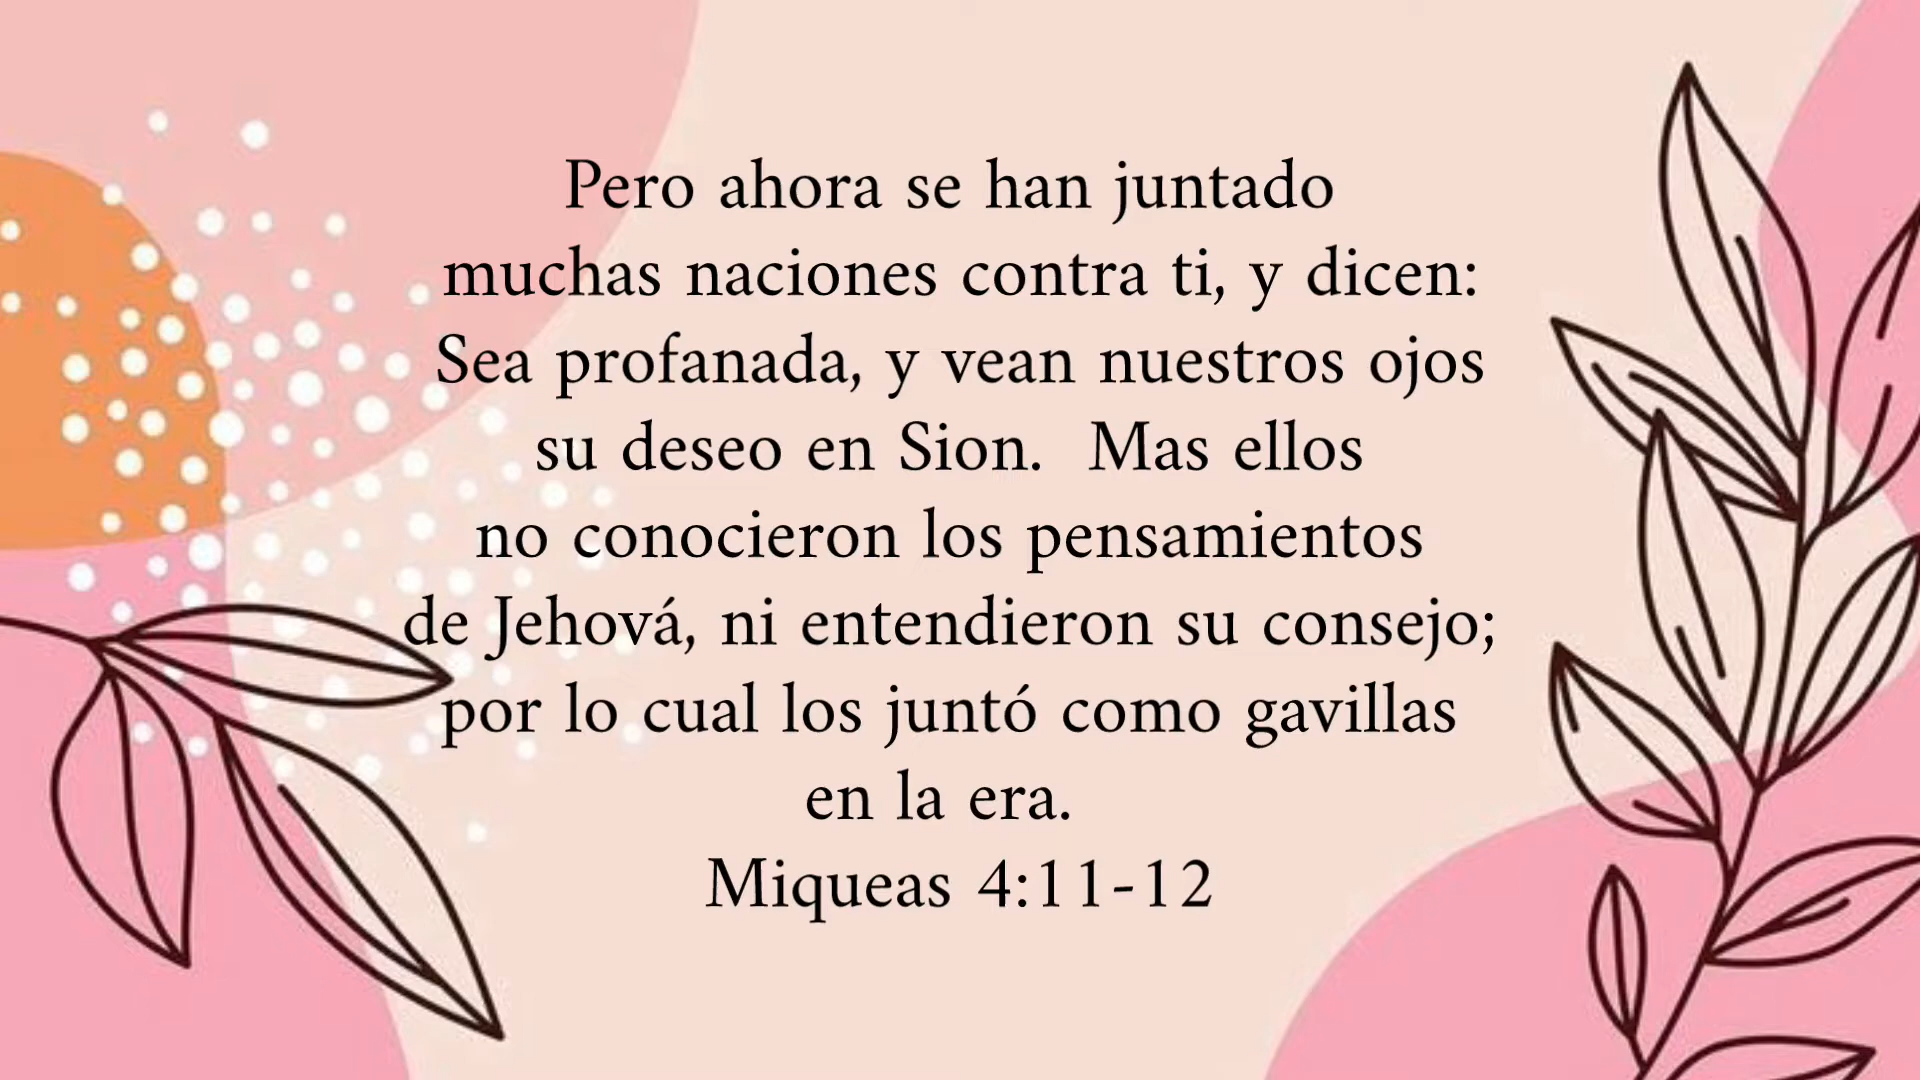 Pero ahora se han juntado
muchas naciones contra ti, y dicen:
Sea profanada, y vean nuestros ojos
su deseo en Sion. Mas ellos
no conocieron los pensamientos
de Jehová, ni entendieron su consejo;
por lo cual los juntó como gavillas
en la era.
Miqueas 4:11-12